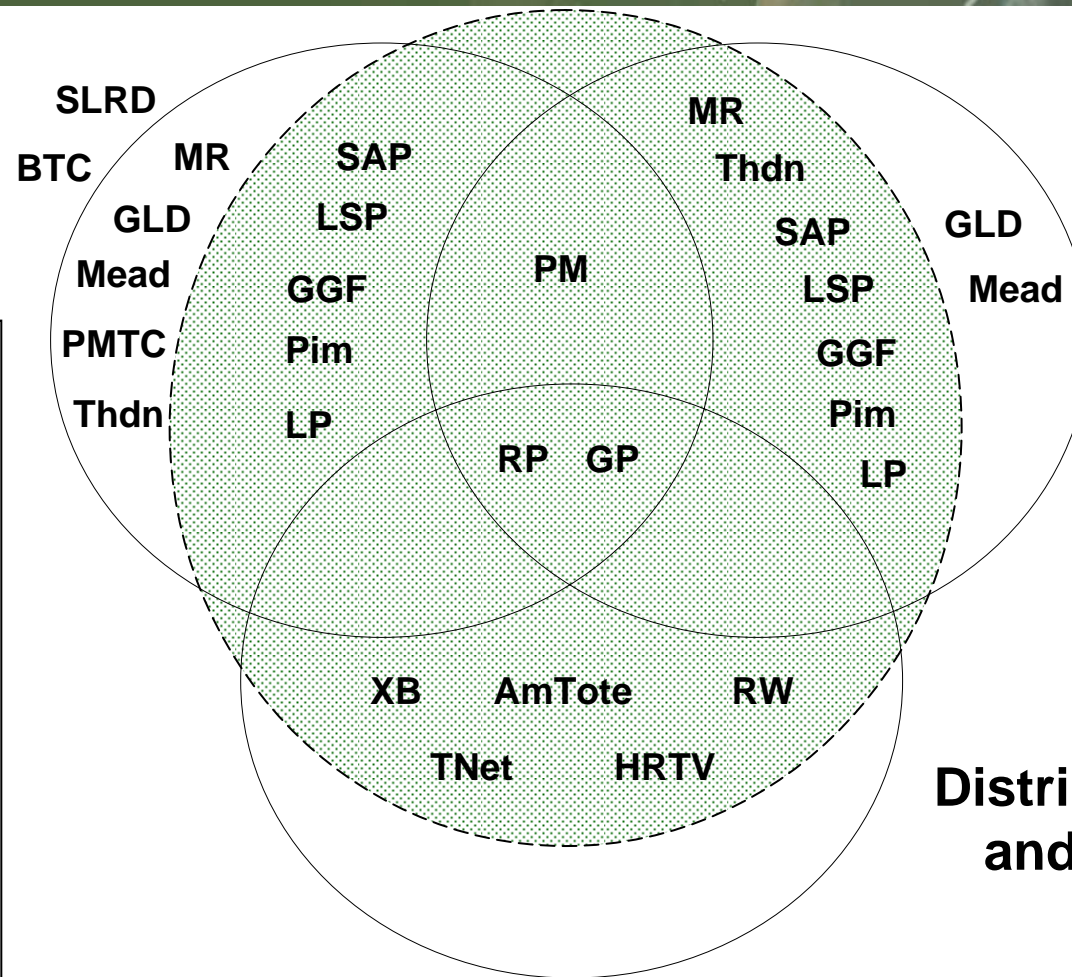 SLRD
BTC
MR
GLD
Mead
PMTC
Thdn
SAP
LSP
GGF
Pim
LP
PM
RP GP
MR
Thdn
SAP
LSP
GGF
Pim
LP
GLD
Mead
XB AmTote RW
TNet HRTV
and